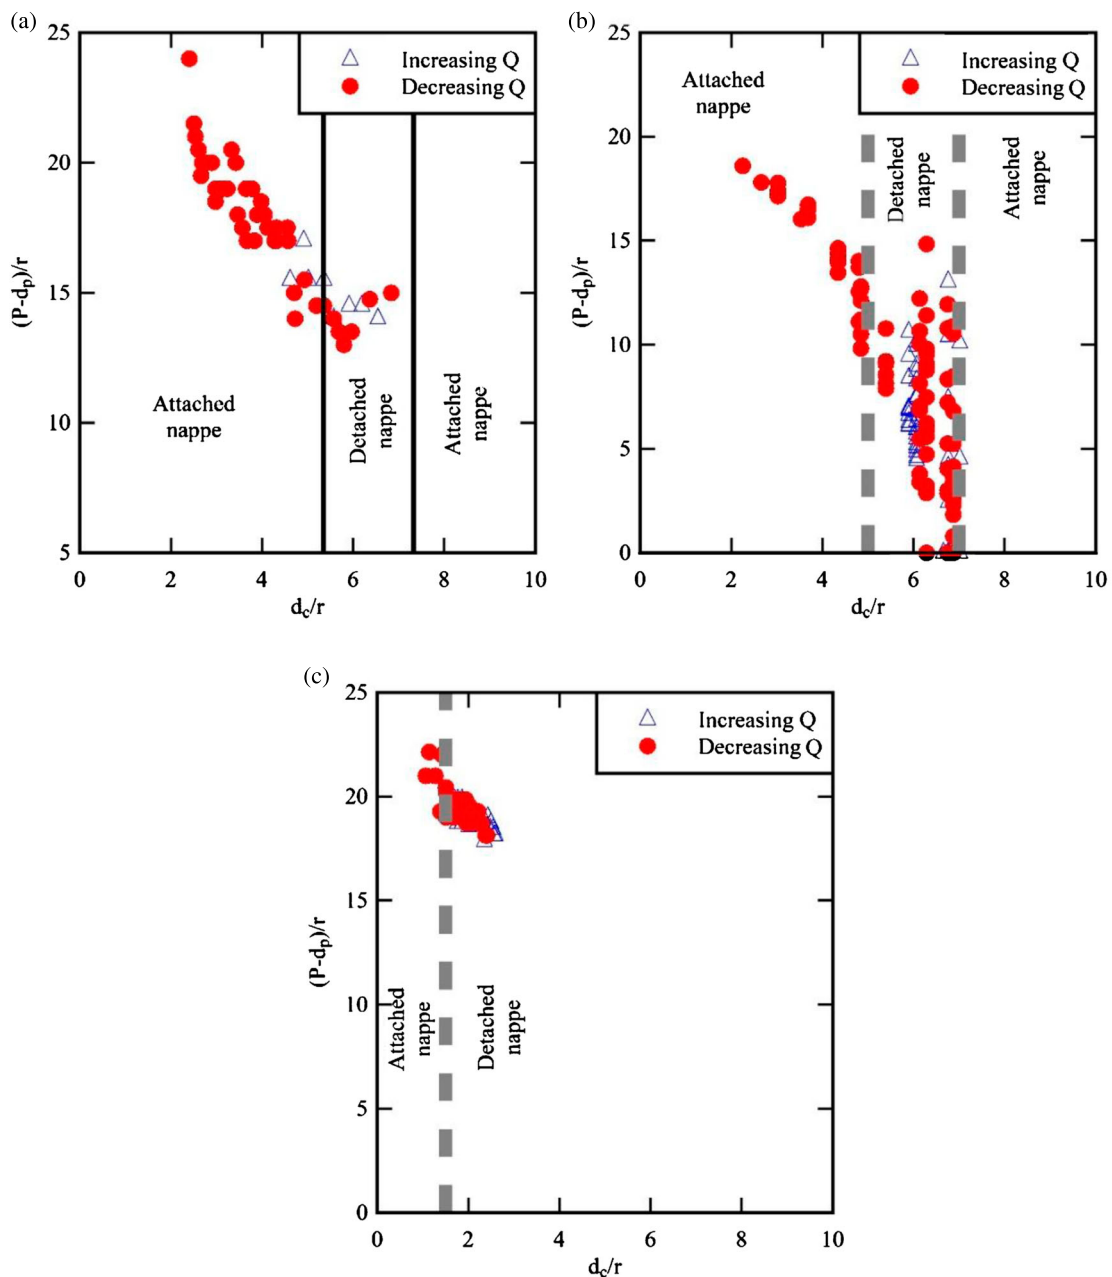 (a)
25
20
15
10
5
(P-dp)/r
Increasing Q
Decreasing Q
Attached
nappe
Dctached
nappe
Attached
nappe
0
2
4
6
8
10
dc/r
(b)
25
20
15
10
5
0
(P-dp)/r
Increasing Q
Decreasing Q
Attached
nappe
Detached
nappe
Attached
nappe
0
2
4
6
8
10
dc/r
(c)
25
20
15
10
5
0
(P-dp)/r
Increasing Q
Decreasing Q
Attached
nappe
Detached
nappe
0
2
4
6
8
10
dc/r